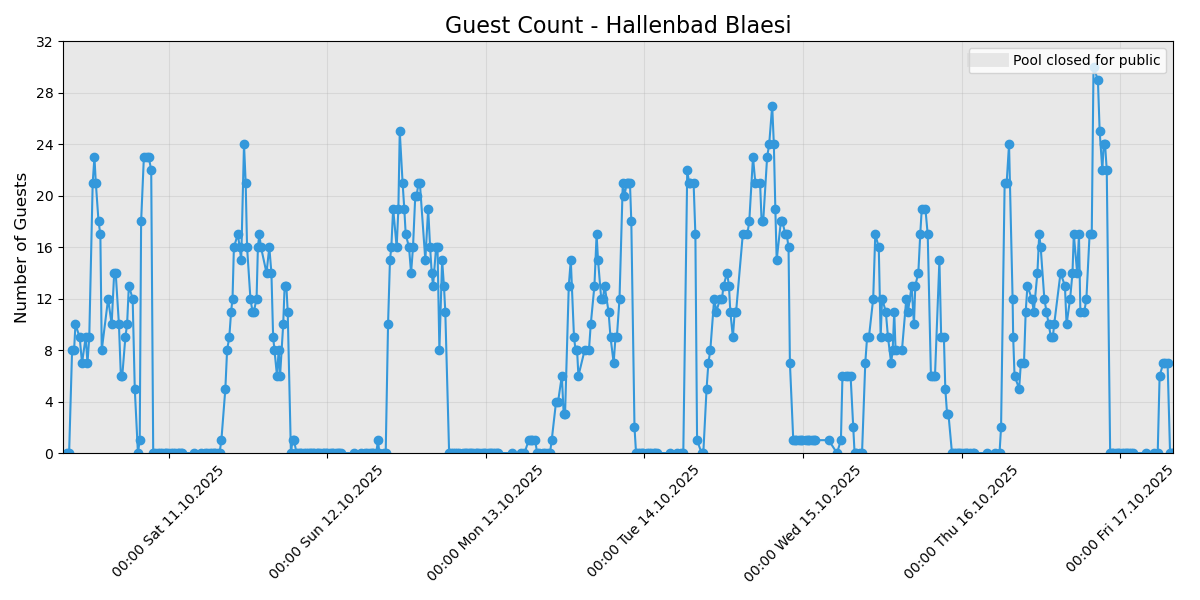 Guest Count - Hallenbad Blaesi
Pool closed for public
Number of Guests
32
28
24
20
16
12
8
4
0
00:00 Sat 11.10.2025
00:00 Sun 12.10.2025
00:00 Mon 13.10.2025
00:00 Tue 14.10.2025
00:00 Wed 15.10.2025
00:00 Thu 16.10.2025
00:00 Fri 17.10.2025